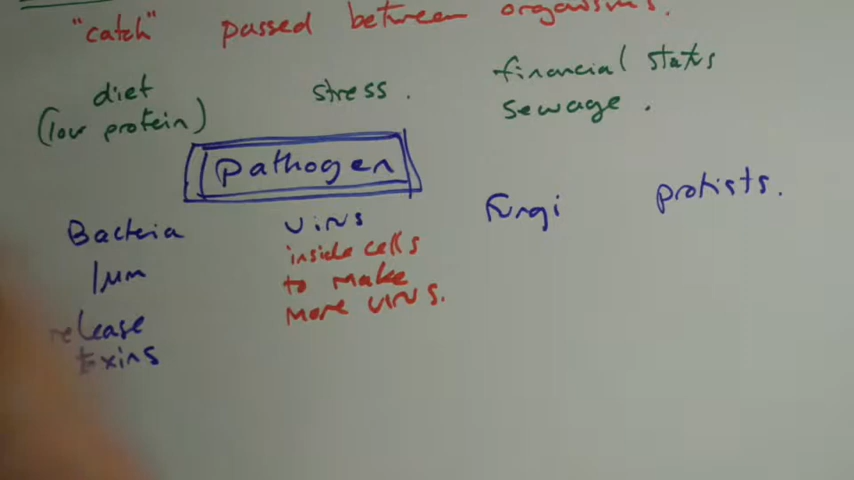 "catch" passed between organisms.
diet stress . financial status
(low protein) sewage .
Pathogen
Bacteria virus Fungi protists.
1µm inside cells
to make
release more virus.
toxins